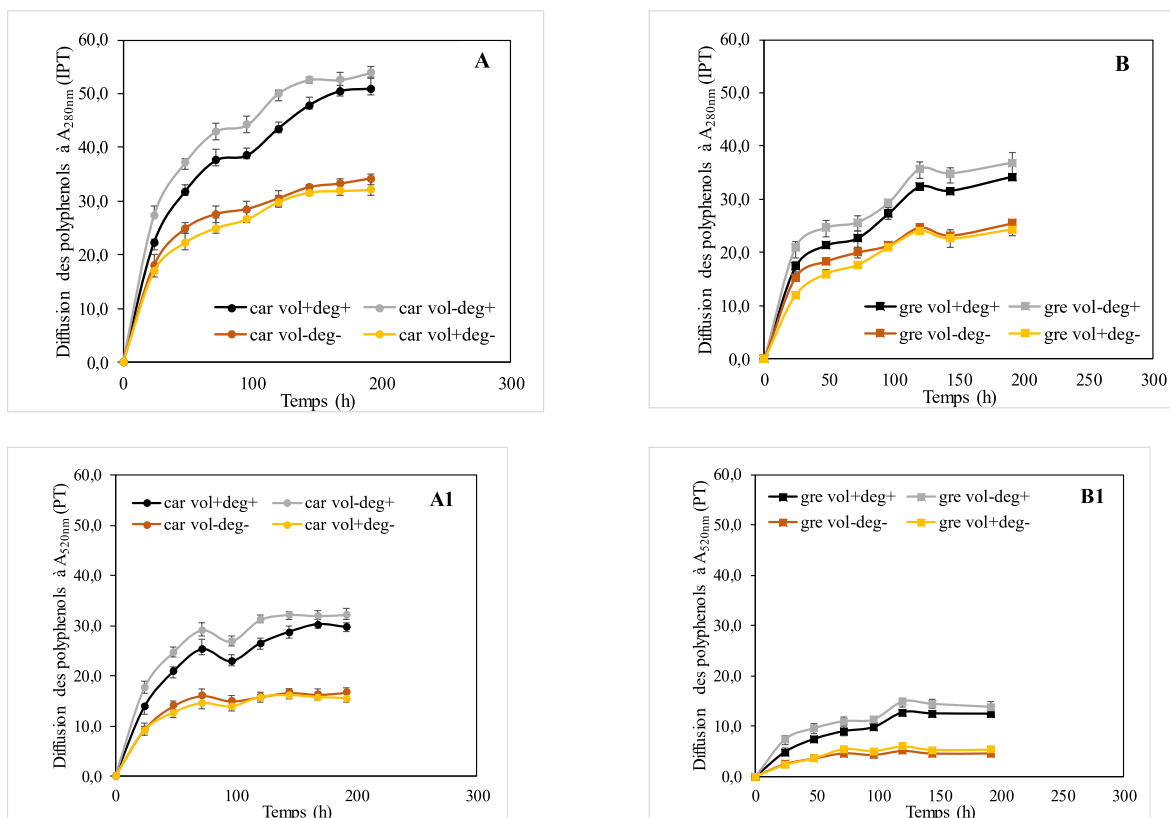 A
Diffusion des polyphenols à A280nm (IPT)
60,0
50,0
40,0
30,0
20,0
10,0
0,0
car vol+deg+ car vol-deg+
car vol-deg- car vol+deg-
0 100 200 300
Temps (h)
B
Diffusion des polyphenols à A280nm (IPT)
60,0
50,0
40,0
30,0
20,0
10,0
0,0
gre vol+deg+ gre vol-deg+
gre vol-deg- gre vol+deg-
0 50 100 150 200 250 300
Temps (h)
A1
Diffusion des polyphenols à A520nm (PT)
60,0
50,0
40,0
30,0
20,0
10,0
0,0
car vol+deg+ car vol-deg+
car vol-deg- car vol+deg-
0 100 200 300
Temps (h)
B1
Diffusion des polyphenols à A520nm (PT)
60,0
50,0
40,0
30,0
20,0
10,0
0,0
gre vol+deg+ gre vol-deg+
gre vol-deg- gre vol+deg-
0 50 100 150 200 250 300
Temps (h)